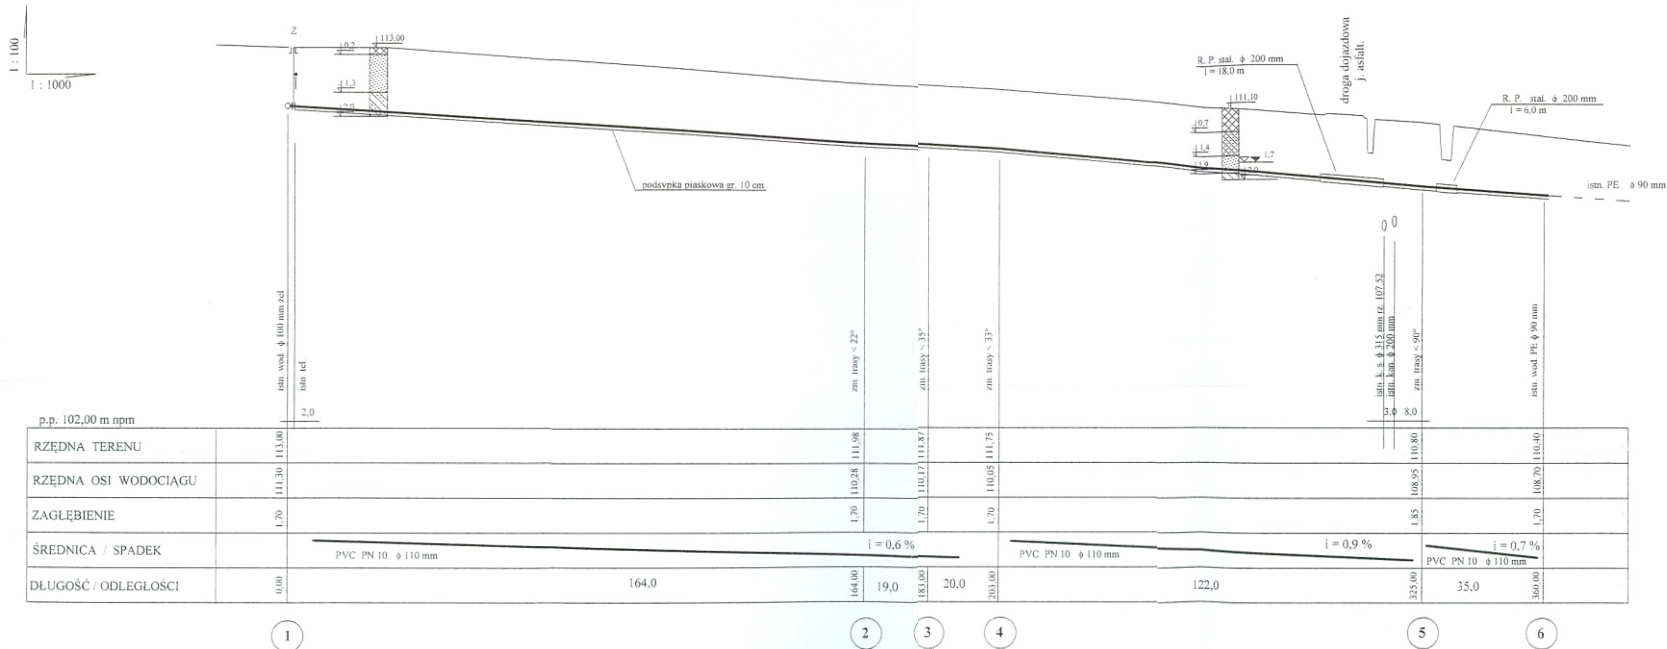 1 : 100
1 : 1000
Z
0,2
113,00
1,3
2,0
podsypka piaskowa gr. 10 cm
R. P. stal. ϕ 200 mm
l = 18,0 m
droga dojazdowa
j. asfalt.
R. P. stal. ϕ 200 mm
l = 6,0 m
111,10
0,7
1,4
1,7
1,9
istn. PE ϕ 90 mm
istn. wod. ϕ 100 mm żel.
istn. tel.
zm. trasy < 22°
zm. trasy < 35°
zm. trasy < 33°
istn. k. s. ϕ 315 mm rz. 107,52
istn. kan. ϕ 200 mm
zm. trasy < 90°
istn. wod. PE ϕ 90 mm
2,0
3,0 8,0
p.p. 102,00 m npm
RZĘDNA TERENU 113,00 111,98 111,87 111,75 110,80 110,40
RZĘDNA OSI WODOCIĄGU 111,30 110,28 110,17 110,05 108,95 108,70
ZAGŁĘBIENIE 1,70 1,70 1,70 1,70 1,85 1,70
ŚREDNICA / SPADEK PVC PN 10 ϕ 110 mm i = 0,6 % PVC PN 10 ϕ 110 mm i = 0,9 % PVC PN 10 ϕ 110 mm i = 0,7 %
DŁUGOŚĆ / ODLEGŁOŚCI 0,00 164,0 164,00 19,0 183,00 20,0 203,00 122,0 325,00 35,0 360,00
1 2 3 4 5 6